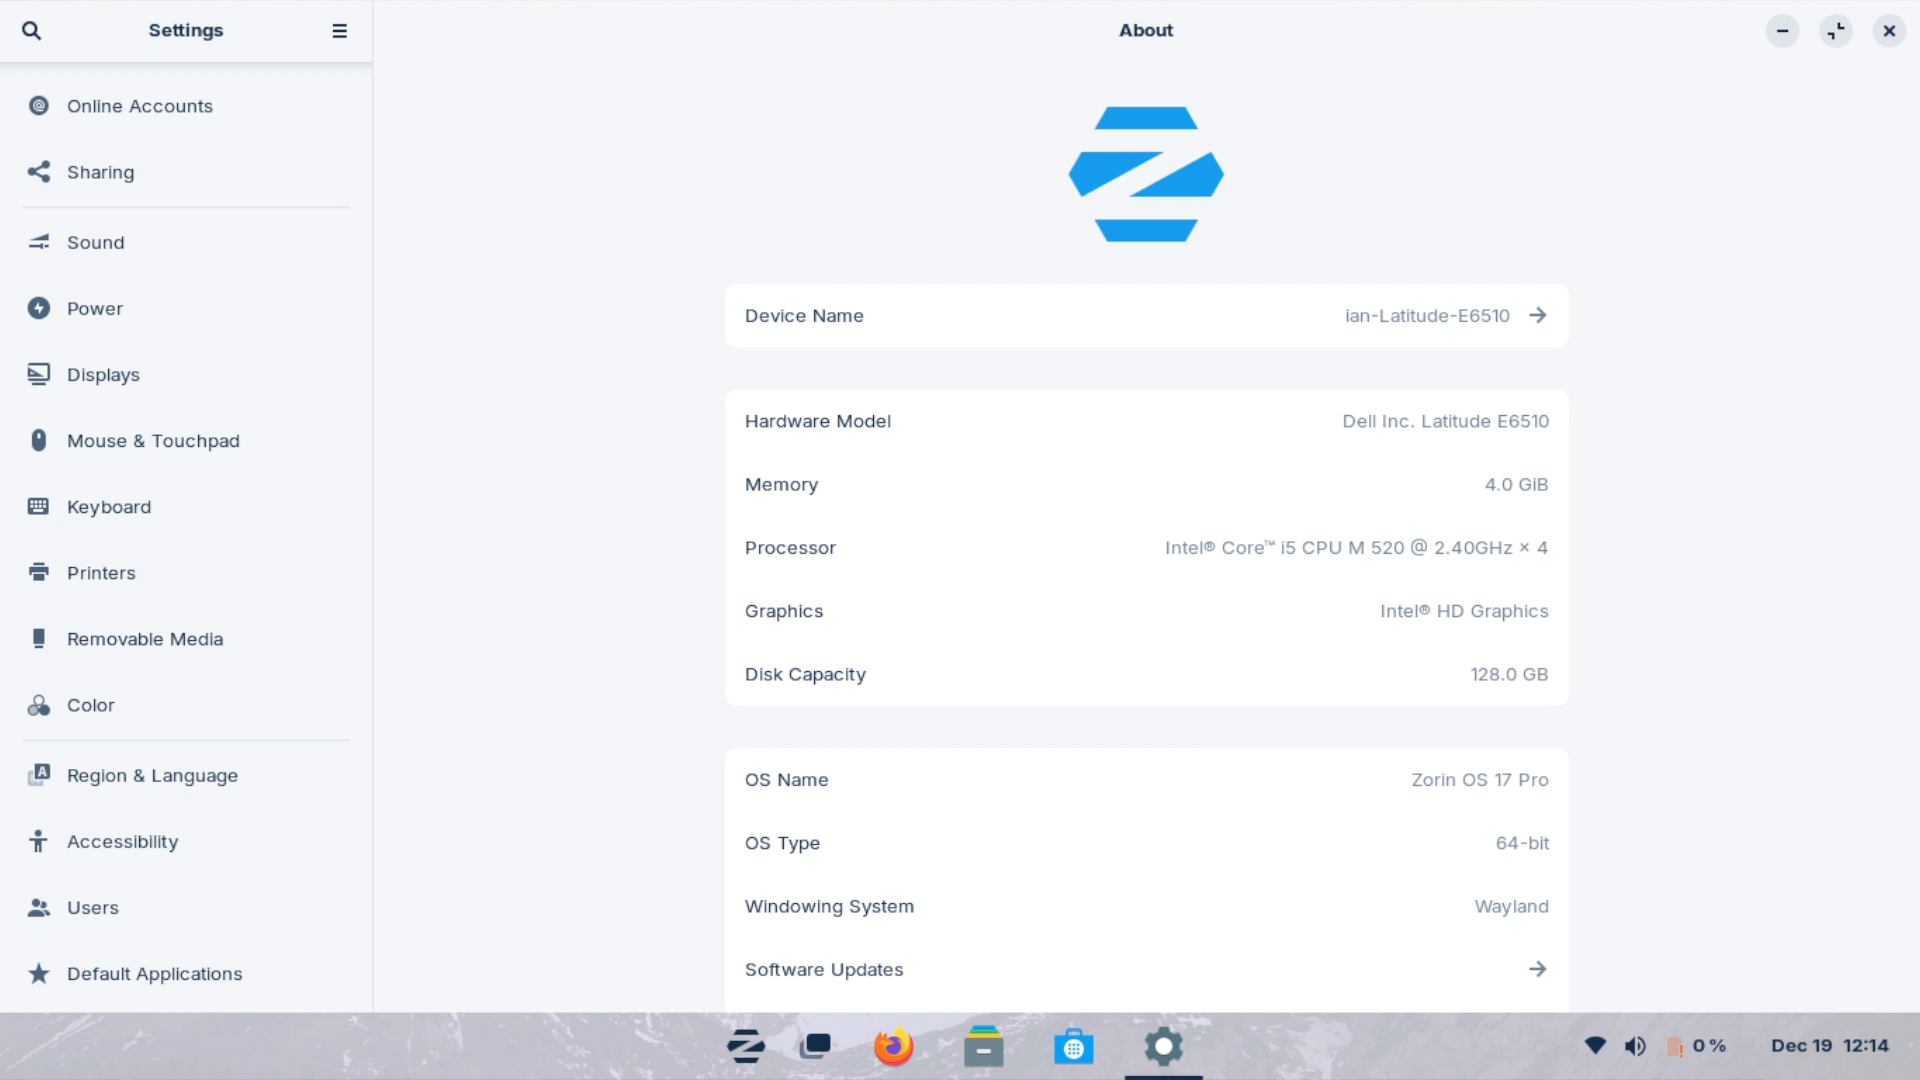 Settings
About
Online Accounts
Sharing
Sound
Power
Displays
Mouse & Touchpad
Keyboard
Printers
Removable Media
Color
Region & Language
Accessibility
Users
Default Applications
Device Name ian-Latitude-E6510
Hardware Model Dell Inc. Latitude E6510
Memory 4.0 GiB
Processor Intel® Core™ i5 CPU M 520 @ 2.40GHz × 4
Graphics Intel® HD Graphics
Disk Capacity 128.0 GB
OS Name Zorin OS 17 Pro
OS Type 64-bit
Windowing System Wayland
Software Updates
0 % Dec 19 12:14